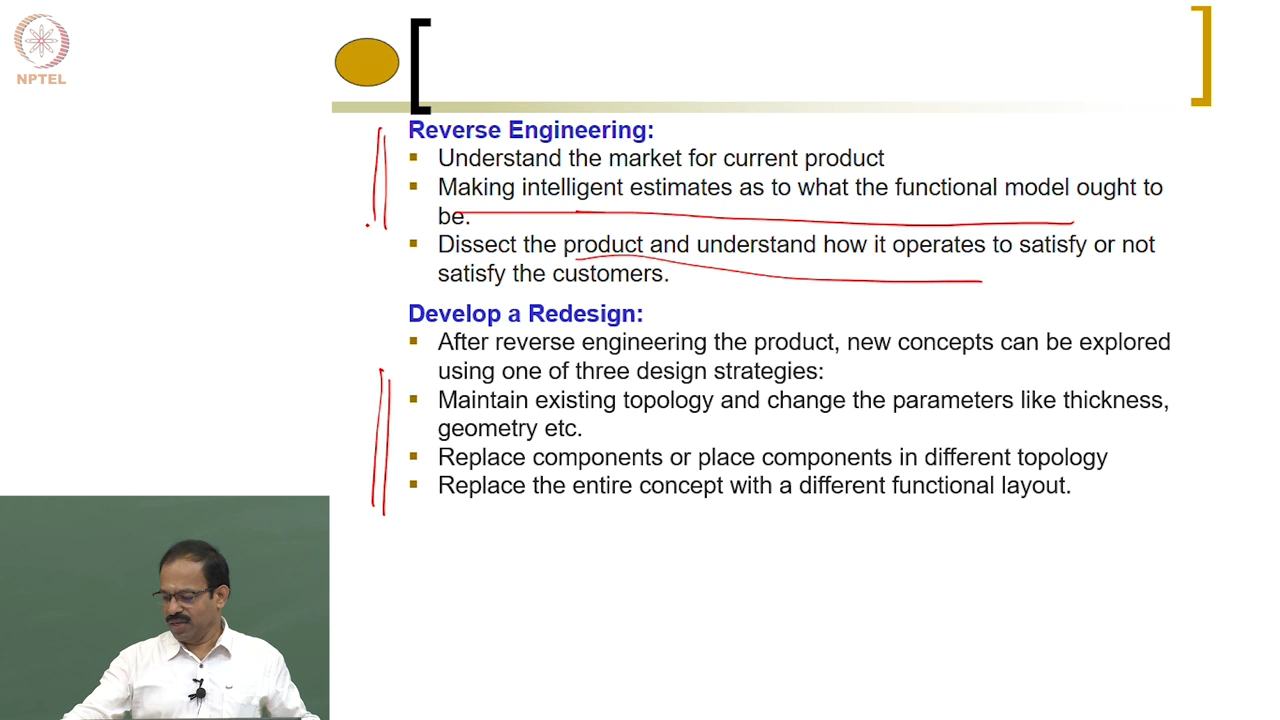 NPTEL
Reverse Engineering:
▪ Understand the market for current product
▪ Making intelligent estimates as to what the functional model ought to
be.
▪ Dissect the product and understand how it operates to satisfy or not
satisfy the customers.
Develop a Redesign:
▪ After reverse engineering the product, new concepts can be explored
using one of three design strategies:
▪ Maintain existing topology and change the parameters like thickness,
geometry etc.
▪ Replace components or place components in different topology
▪ Replace the entire concept with a different functional layout.